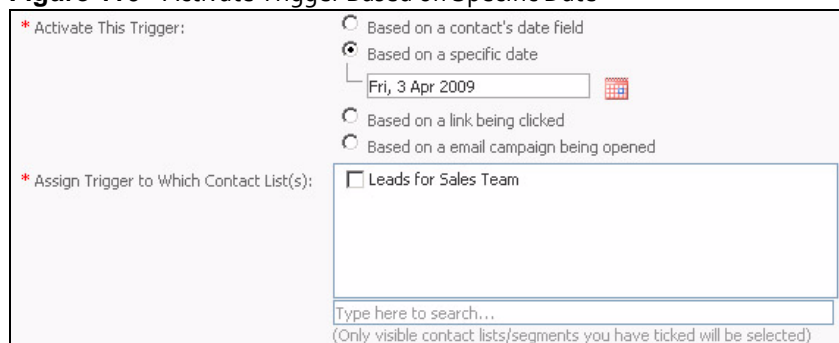 Activate Trigger Based on Specific Date
* Activate This Trigger:
Based on a contact's date field
Based on a specific date
Fri, 3 Apr 2009
Based on a link being clicked
Based on a email campaign being opened
* Assign Trigger to Which Contact List(s):
Leads for Sales Team
Type here to search...
(Only visible contact lists/segments you have ticked will be selected)